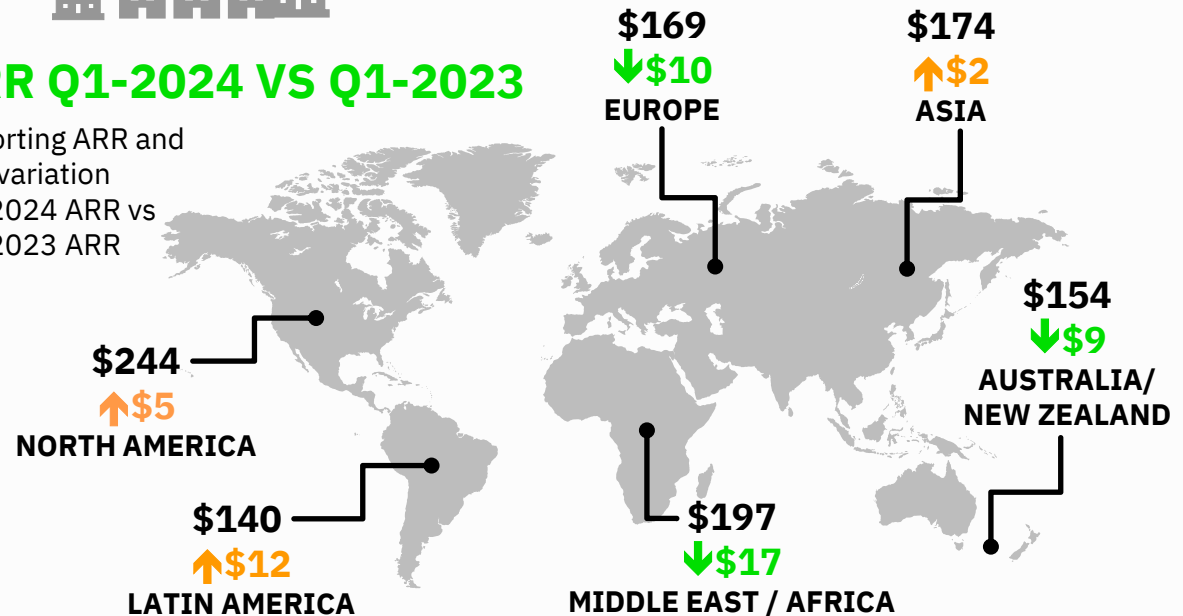 R Q1-2024 VS Q1-2023
orting ARR and
variation
2024 ARR vs
2023 ARR
$169
$10
EUROPE
$174
$2
ASIA
$154
$9
AUSTRALIA/
NEW ZEALAND
$244
$5
NORTH AMERICA
$140
$12
LATIN AMERICA
$197
$17
MIDDLE EAST / AFRICA